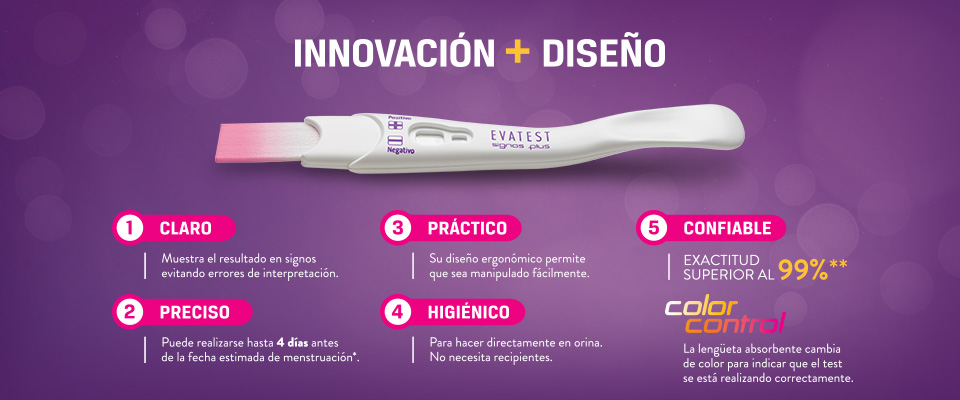 INNOVACIÓN + DISEÑO
Positivo
Negativo
EVATEST
signos plus
1 CLARO
Muestra el resultado en signos
evitando errores de interpretación.
2 PRECISO
Puede realizarse hasta 4 días antes
de la fecha estimada de menstruación*.
3 PRÁCTICO
Su diseño ergonómico permite
que sea manipulado fácilmente.
4 HIGIÉNICO
Para hacer directamente en orina.
No necesita recipientes.
5 CONFIABLE
EXACTITUD
SUPERIOR AL 99%**
color
control
La lengüeta absorbente cambia
de color para indicar que el test
se está realizando correctamente.